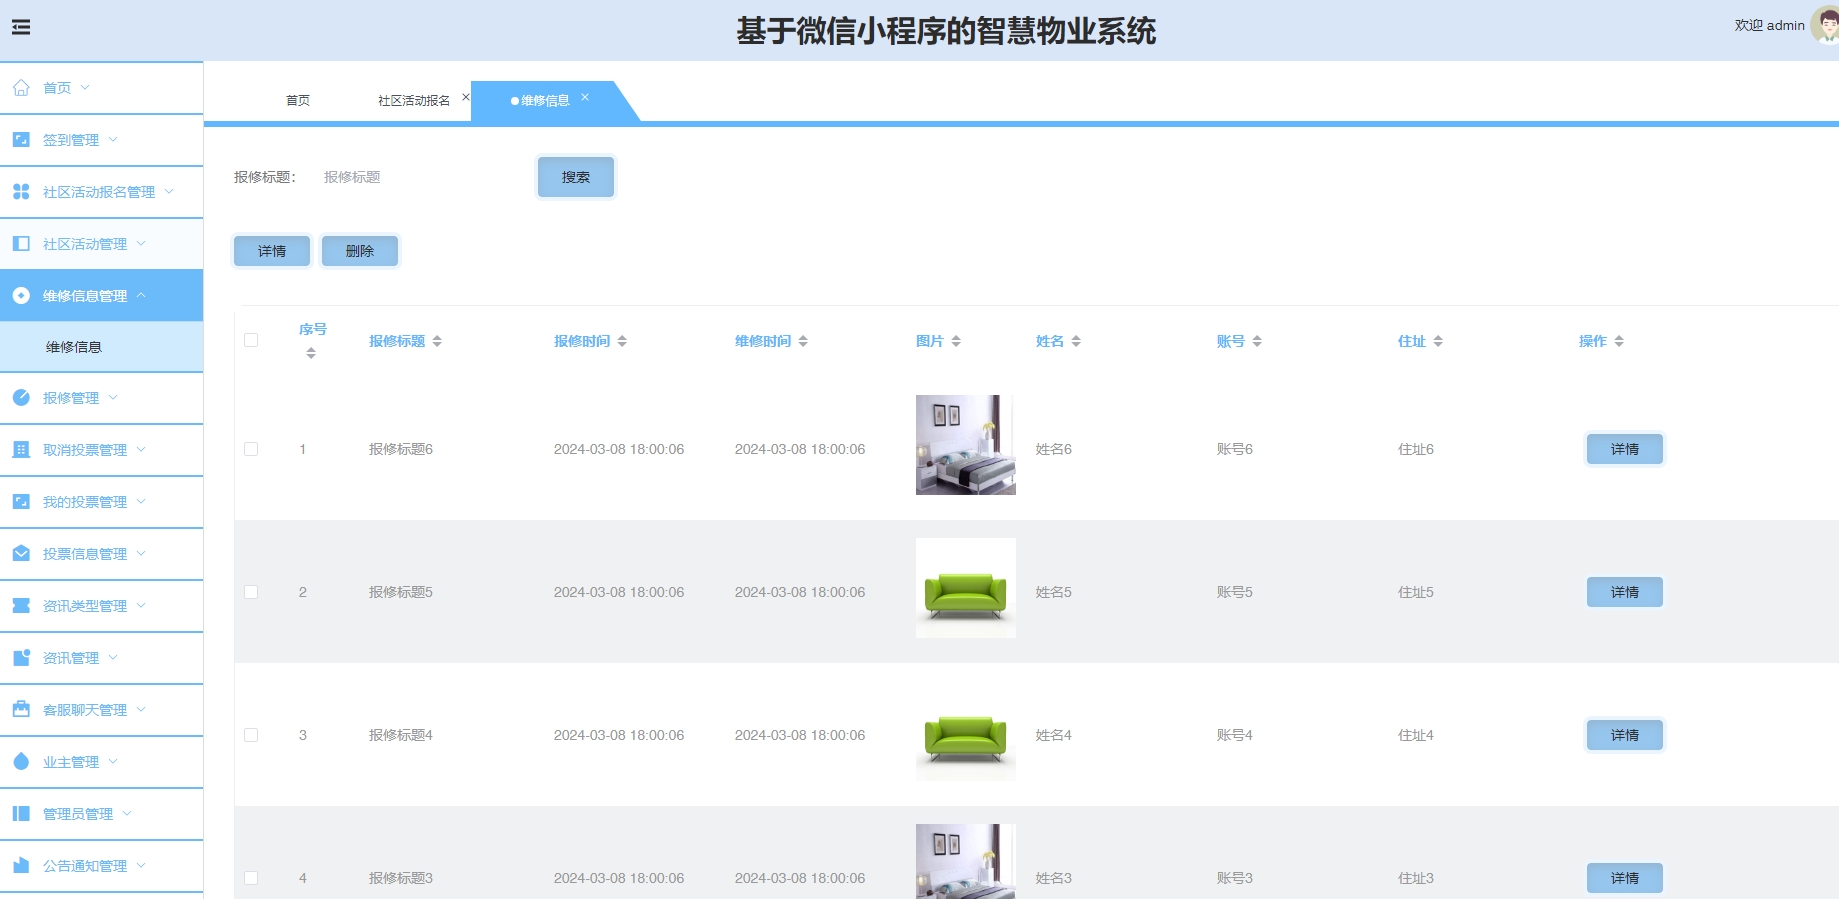 基于微信小程序的智慧物业系统
欢迎 admin
首页
签到管理
社区活动报名管理
社区活动管理
维修信息管理
维修信息
报修管理
取消投票管理
我的投票管理
投票信息管理
资讯类型管理
资讯管理
客服聊天管理
业主管理
管理员管理
公告通知管理
首页 社区活动报名 × 维修信息 ×
报修标题： 报修标题 搜索
详情 删除
序号 报修标题 报修时间 维修时间 图片 姓名 账号 住址 操作
1 报修标题6 2024-03-08 18:00:06 2024-03-08 18:00:06 姓名6 账号6 住址6 详情
2 报修标题5 2024-03-08 18:00:06 2024-03-08 18:00:06 姓名5 账号5 住址5 详情
3 报修标题4 2024-03-08 18:00:06 2024-03-08 18:00:06 姓名4 账号4 住址4 详情
4 报修标题3 2024-03-08 18:00:06 2024-03-08 18:00:06 姓名3 账号3 住址3 详情